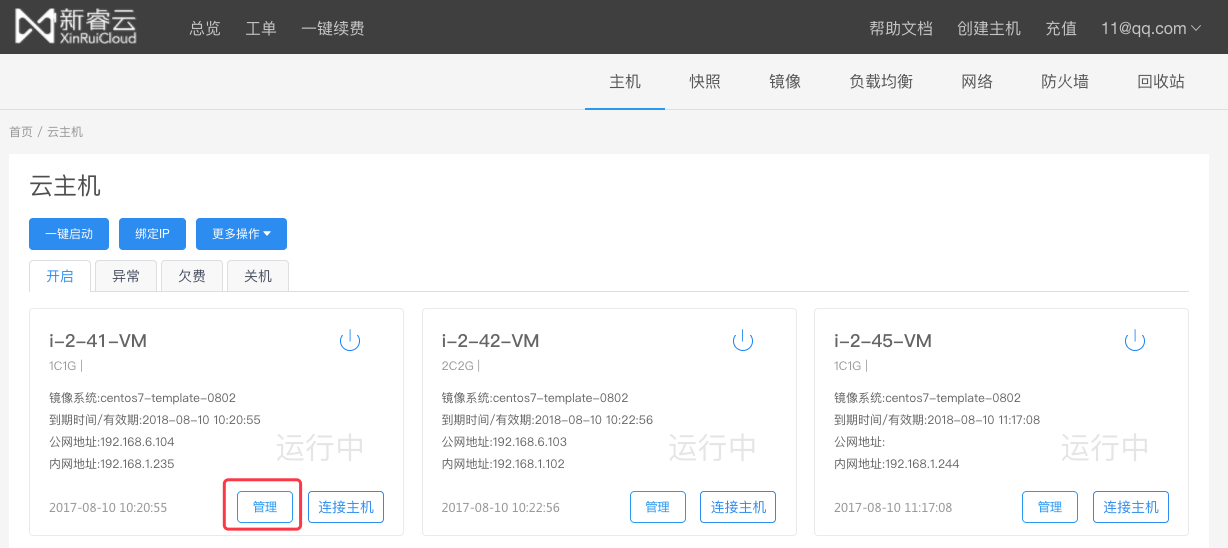 新睿云
XinRuiCloud
总览 工单 一键续费 帮助文档 创建主机 充值 11@qq.com
主机 快照 镜像 负载均衡 网络 防火墙 回收站
首页 / 云主机
云主机
一键启动 绑定IP 更多操作
开启 异常 欠费 关机
i-2-41-VM
1C1G |
镜像系统:centos7-template-0802
到期时间/有效期:2018-08-10 10:20:55
公网地址:192.168.6.104
内网地址:192.168.1.235
运行中
2017-08-10 10:20:55 管理 连接主机
i-2-42-VM
2C2G |
镜像系统:centos7-template-0802
到期时间/有效期:2018-08-10 10:22:56
公网地址:192.168.6.103
内网地址:192.168.1.102
运行中
2017-08-10 10:22:56 管理 连接主机
i-2-45-VM
1C1G |
镜像系统:centos7-template-0802
到期时间/有效期:2018-08-10 11:17:08
公网地址:
内网地址:192.168.1.244
运行中
2017-08-10 11:17:08 管理 连接主机